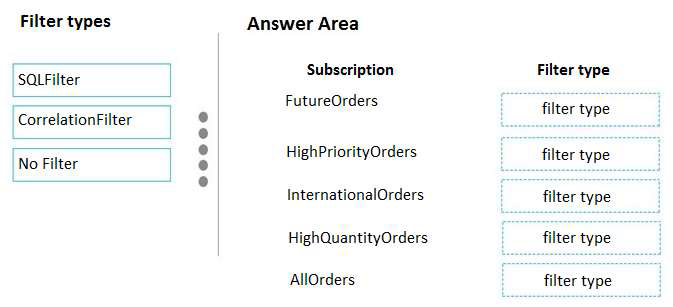 Filter types
SQLFilter
CorrelationFilter
No Filter
Answer Area
Subscription Filter type
FutureOrders filter type
HighPriorityOrders filter type
InternationalOrders filter type
HighQuantityOrders filter type
AllOrders filter type